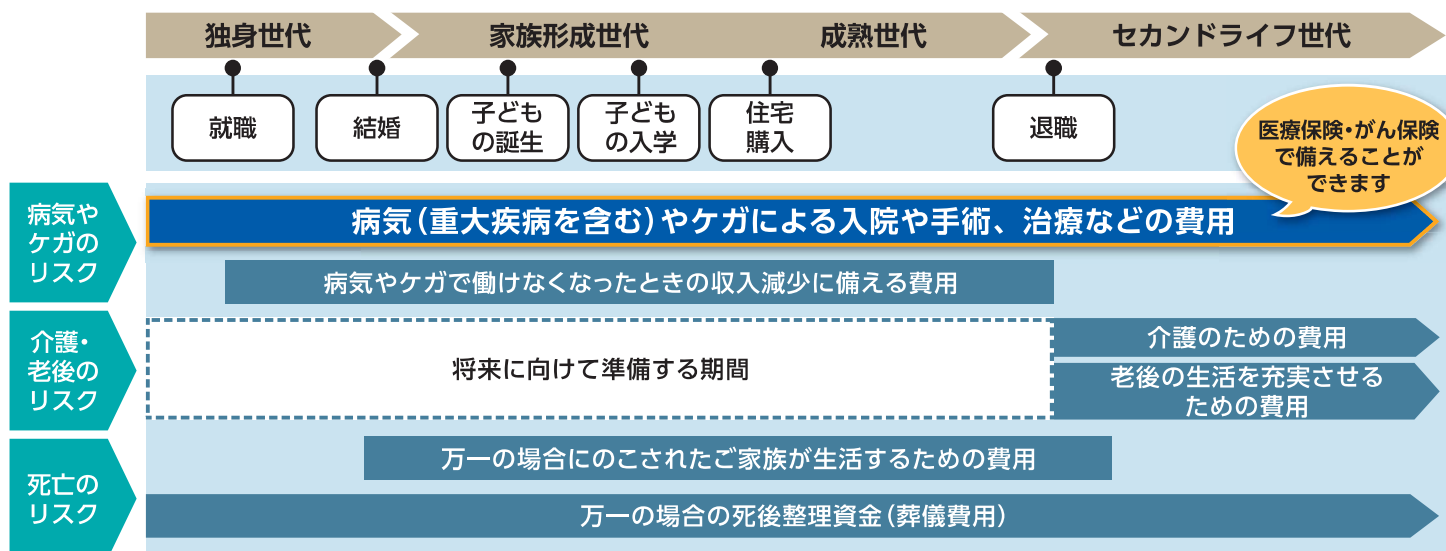 独身世代
家族形成世代
成熟世代
セカンドライフ世代
就職
結婚
子ども
の誕生
子ども
の入学
住宅
購入
退職
医療保険・がん保険
で備えることが
できます
病気や
ケガの
リスク
病気（重大疾病を含む）やケガによる入院や手術、治療などの費用
病気やケガで働けなくなったときの収入減少に備える費用
介護・
老後の
リスク
将来に向けて準備する期間
介護のための費用
老後の生活を充実させる
ための費用
死亡の
リスク
万一の場合にのこされたご家族が生活するための費用
万一の場合の死後整理資金（葬儀費用）